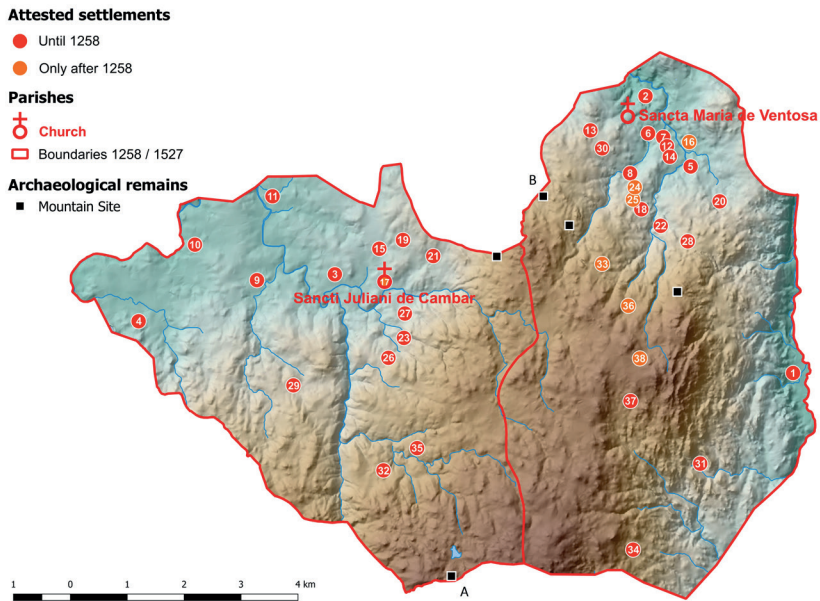 Attested settlements
Until 1258
Only after 1258
Parishes
Church
Boundaries 1258 / 1527
Archaeological remains
Mountain Site
2
Sancta Maria de Ventosa
13
6
7
16
12
30
14
5
8
B
24
11
25
18
20
22
19
10
15
28
21
33
3
9
17
Sancti Juliani de Cambar
36
27
4
23
26
38
1
29
37
35
31
32
34
A
1 0 1 2 3 4 km